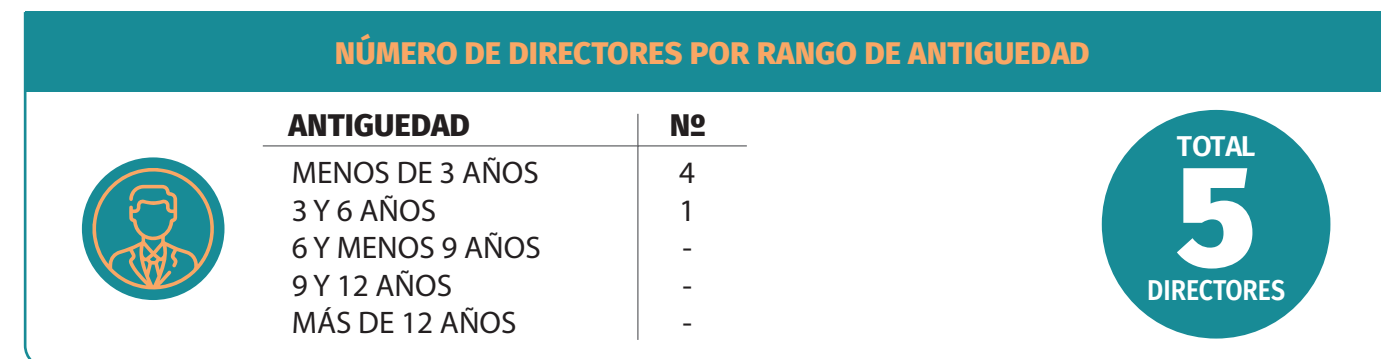 NÚMERO DE DIRECTORES POR RANGO DE ANTIGUEDAD
ANTIGUEDAD Nº
MENOS DE 3 AÑOS 4
3 Y 6 AÑOS 1
6 Y MENOS 9 AÑOS -
9 Y 12 AÑOS -
MÁS DE 12 AÑOS -
TOTAL
5
DIRECTORES